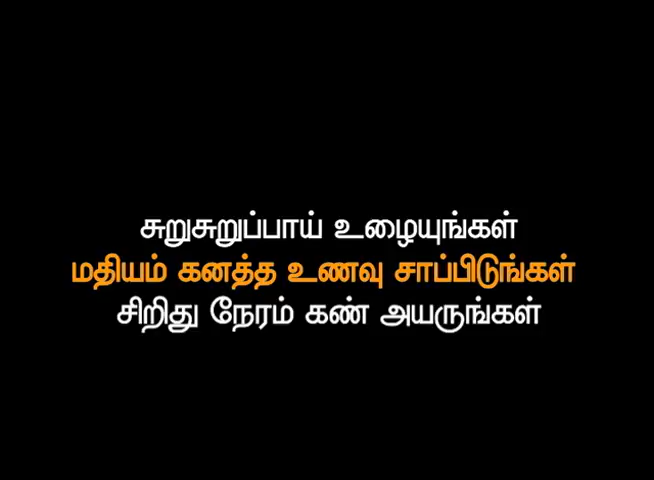 சுறுசுறுப்பாய் உழையுங்கள்
மதியம் கனத்த உணவு சாப்பிடுங்கள்
சிறிது நேரம் கண் அயருங்கள்